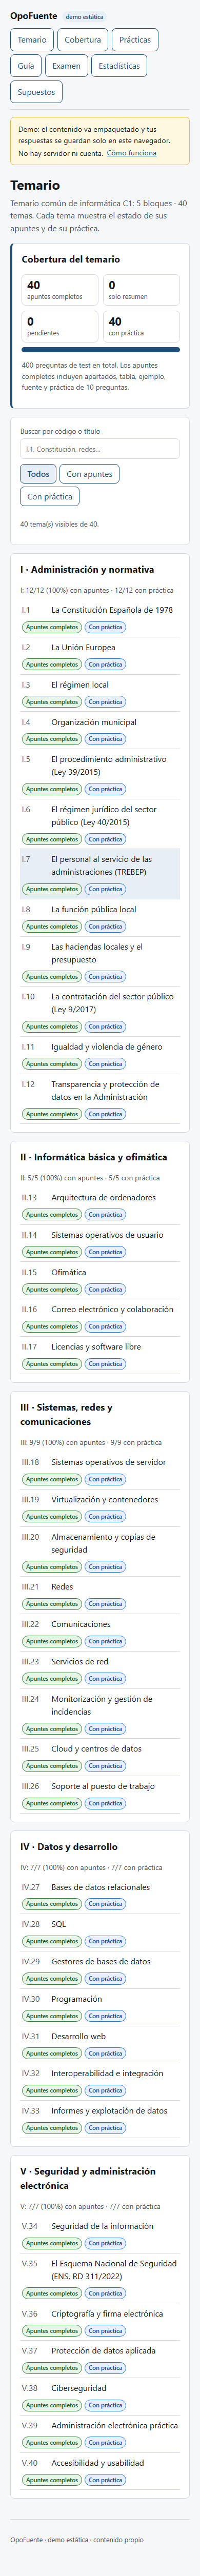 OpoFuente demo estática
Temario Cobertura Prácticas
Guía Examen Estadísticas
Supuestos
Demo: el contenido va empaquetado y tus
respuestas se guardan solo en este navegador.
No hay servidor ni cuenta. Cómo funciona
Temario
Temario común de informática C1: 5 bloques · 40
temas. Cada tema muestra el estado de sus
apuntes y de su práctica.
Cobertura del temario
40 0
apuntes completos solo resumen
0 40
pendientes con práctica
400 preguntas de test en total. Los apuntes
completos incluyen apartados, tabla, ejemplo,
fuente y práctica de 10 preguntas.
Buscar por código o título
I.1, Constitución, redes...
Todos Con apuntes
Con práctica
40 tema(s) visibles de 40.
I · Administración y normativa
I: 12/12 (100%) con apuntes · 12/12 con práctica
I.1 La Constitución Española de 1978
Apuntes completos Con práctica
I.2 La Unión Europea
Apuntes completos Con práctica
I.3 El régimen local
Apuntes completos Con práctica
I.4 Organización municipal
Apuntes completos Con práctica
I.5 El procedimiento administrativo
(Ley 39/2015)
Apuntes completos Con práctica
I.6 El régimen jurídico del sector
público (Ley 40/2015)
Apuntes completos Con práctica
I.7 El personal al servicio de las
administraciones (TREBEP)
Apuntes completos Con práctica
I.8 La función pública local
Apuntes completos Con práctica
I.9 Las haciendas locales y el
presupuesto
Apuntes completos Con práctica
I.10 La contratación del sector público
(Ley 9/2017)
Apuntes completos Con práctica
I.11 Igualdad y violencia de género
Apuntes completos Con práctica
I.12 Transparencia y protección de
datos en la Administración
Apuntes completos Con práctica
II · Informática básica y ofimática
II: 5/5 (100%) con apuntes · 5/5 con práctica
II.13 Arquitectura de ordenadores
Apuntes completos Con práctica
II.14 Sistemas operativos de usuario
Apuntes completos Con práctica
II.15 Ofimática
Apuntes completos Con práctica
II.16 Correo electrónico y colaboración
Apuntes completos Con práctica
II.17 Licencias y software libre
Apuntes completos Con práctica
III · Sistemas, redes y
comunicaciones
III: 9/9 (100%) con apuntes · 9/9 con práctica
III.18 Sistemas operativos de servidor
Apuntes completos Con práctica
III.19 Virtualización y contenedores
Apuntes completos Con práctica
III.20 Almacenamiento y copias de
seguridad
Apuntes completos Con práctica
III.21 Redes
Apuntes completos Con práctica
III.22 Comunicaciones
Apuntes completos Con práctica
III.23 Servicios de red
Apuntes completos Con práctica
III.24 Monitorización y gestión de
incidencias
Apuntes completos Con práctica
III.25 Cloud y centros de datos
Apuntes completos Con práctica
III.26 Soporte al puesto de trabajo
Apuntes completos Con práctica
IV · Datos y desarrollo
IV: 7/7 (100%) con apuntes · 7/7 con práctica
IV.27 Bases de datos relacionales
Apuntes completos Con práctica
IV.28 SQL
Apuntes completos Con práctica
IV.29 Gestores de bases de datos
Apuntes completos Con práctica
IV.30 Programación
Apuntes completos Con práctica
IV.31 Desarrollo web
Apuntes completos Con práctica
IV.32 Interoperabilidad e integración
Apuntes completos Con práctica
IV.33 Informes y explotación de datos
Apuntes completos Con práctica
V · Seguridad y administración
electrónica
V: 7/7 (100%) con apuntes · 7/7 con práctica
V.34 Seguridad de la información
Apuntes completos Con práctica
V.35 El Esquema Nacional de Seguridad
(ENS, RD 311/2022)
Apuntes completos Con práctica
V.36 Criptografía y firma electrónica
Apuntes completos Con práctica
V.37 Protección de datos aplicada
Apuntes completos Con práctica
V.38 Ciberseguridad
Apuntes completos Con práctica
V.39 Administración electrónica práctica
Apuntes completos Con práctica
V.40 Accesibilidad y usabilidad
Apuntes completos Con práctica
OpoFuente · demo estática · contenido propio